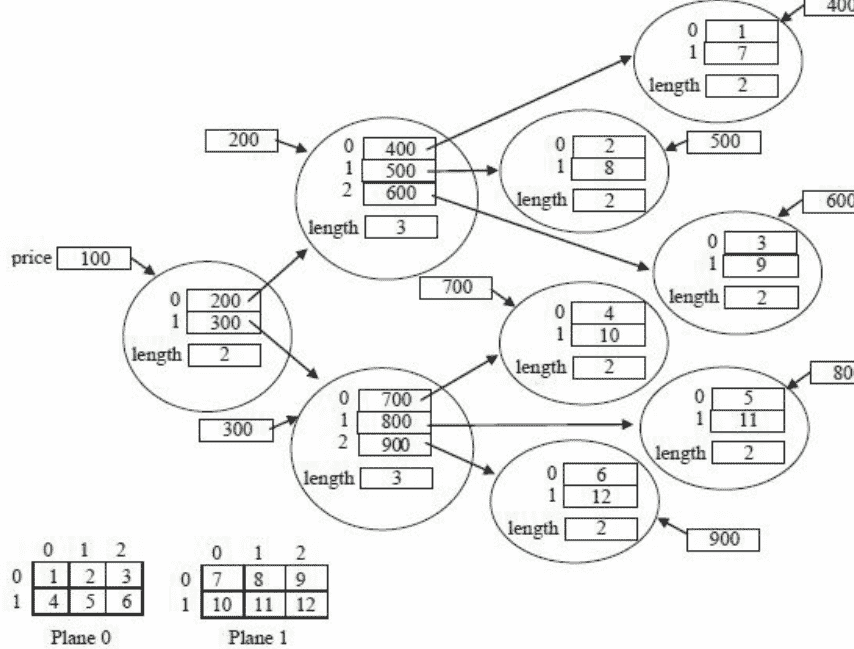 400
0 1
1 7
length 2
200
0 400
1 500
2 600
length 3
0 2
1 8
length 2
500
600
0 3
1 9
length 2
price 100
0 200
1 300
length 2
700
0 4
1 10
length 2
300
0 700
1 800
2 900
length 3
80
0 5
1 11
length 2
0 6
1 12
length 2
900
0 1 2
0 1 2 3
1 4 5 6
Plane 0
0 1 2
0 7 8 9
1 10 11 12
Plane 1